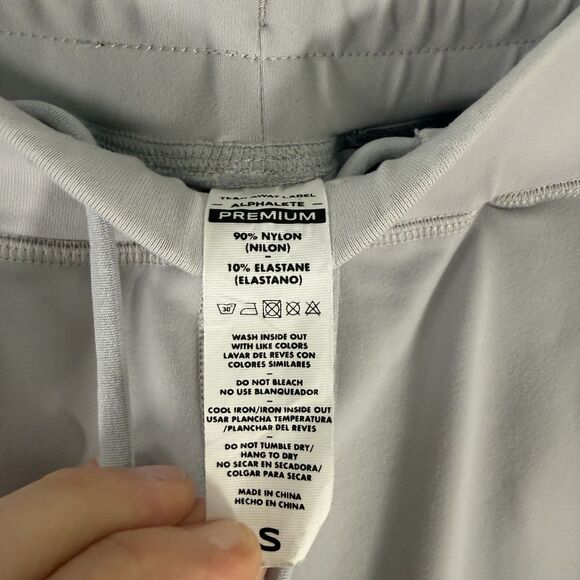 TEAR AWAY LABEL
ALPHALETE
PREMIUM
90% NYLON
(NILON)
–
10% ELASTANE
(ELASTANO)
30°
WASH INSIDE OUT
WITH LIKE COLORS
LAVAR DEL REVES CON
COLORES SIMILARES
–
DO NOT BLEACH
NO USE BLANQUEADOR
–
COOL IRON/IRON INSIDE OUT
USAR PLANCHA TEMPERATURA
/PLANCHAR DEL REVES
–
DO NOT TUMBLE DRY/
HANG TO DRY
NO SECAR EN SECADORA/
COLGAR PARA SECAR
–
MADE IN CHINA
HECHO EN CHINA
S